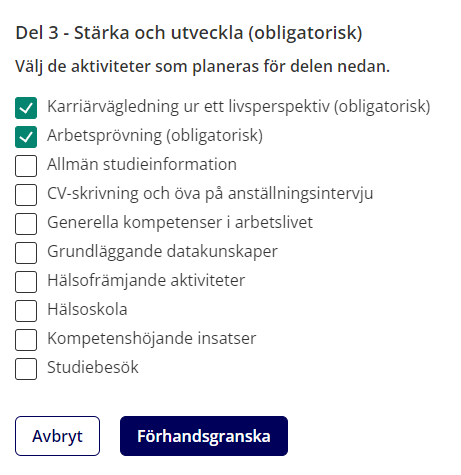 Del 3 - Stärka och utveckla (obligatorisk)
Välj de aktiviteter som planeras för delen nedan.
Karriärvägledning ur ett livsperspektiv (obligatorisk)
Arbetsprövning (obligatorisk)
Allmän studieinformation
CV-skrivning och öva på anställningsintervju
Generella kompetenser i arbetslivet
Grundläggande datakunskaper
Hälsofrämjande aktiviteter
Hälsoskola
Kompetenshöjande insatser
Studiebesök
Avbryt Förhandsgranska